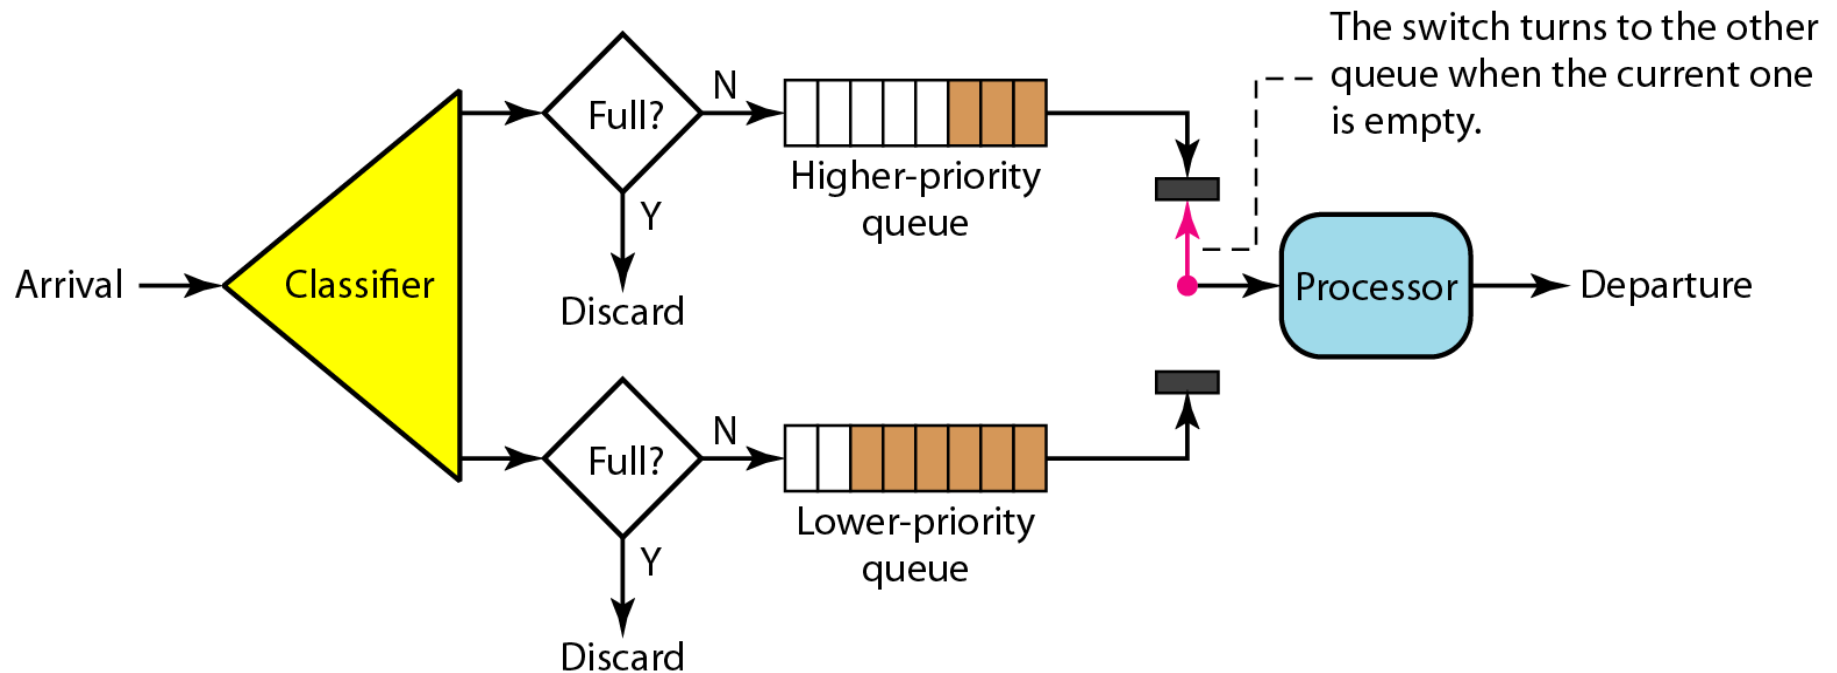 The switch turns to the other
queue when the current one
is empty.
Full?
N
Y
Discard
Higher-priority
queue
Arrival
Classifier
Processor
Departure
Full?
N
Y
Discard
Lower-priority
queue